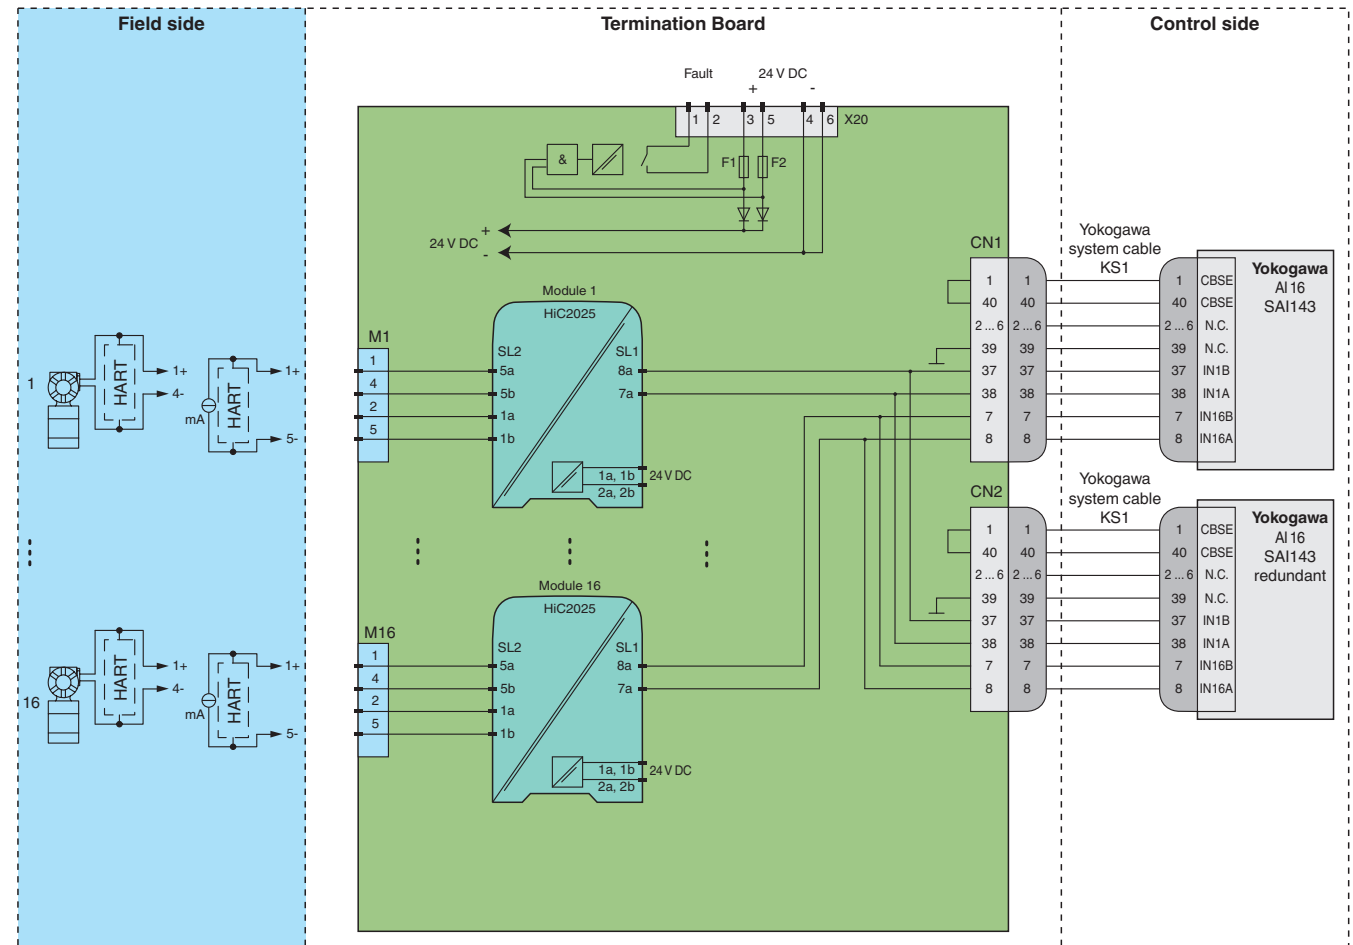 Field side
Termination Board
Control side
Fault
24 V DC
+
-
1
2
3
5
4
6
X20
&
F1
F2
+
24 V DC
-
CN1
Yokogawa
system cable
KS1
1 1 1 CBSE
40 40 40 CBSE
2 ... 6 2 ... 6 2 ... 6 N.C.
39 39 39 N.C.
37 37 37 IN1B
38 38 38 IN1A
7 7 7 IN16B
8 8 8 IN16A
Yokogawa
AI 16
SAI143
1
HART
1+
4-
mA
HART
1+
5-
M1
1
4
2
5
Module 1
HiC2025
SL2
5a
5b
1a
1b
SL1
8a
7a
1a, 1b
2a, 2b
24 V DC
CN2
Yokogawa
system cable
KS1
1 1 1 CBSE
40 40 40 CBSE
2 ... 6 2 ... 6 2 ... 6 N.C.
39 39 39 N.C.
37 37 37 IN1B
38 38 38 IN1A
7 7 7 IN16B
8 8 8 IN16A
Yokogawa
AI 16
SAI143
redundant
16
HART
1+
4-
mA
HART
1+
5-
M16
1
4
2
5
Module 16
HiC2025
SL2
5a
5b
1a
1b
SL1
8a
7a
1a, 1b
2a, 2b
24 V DC